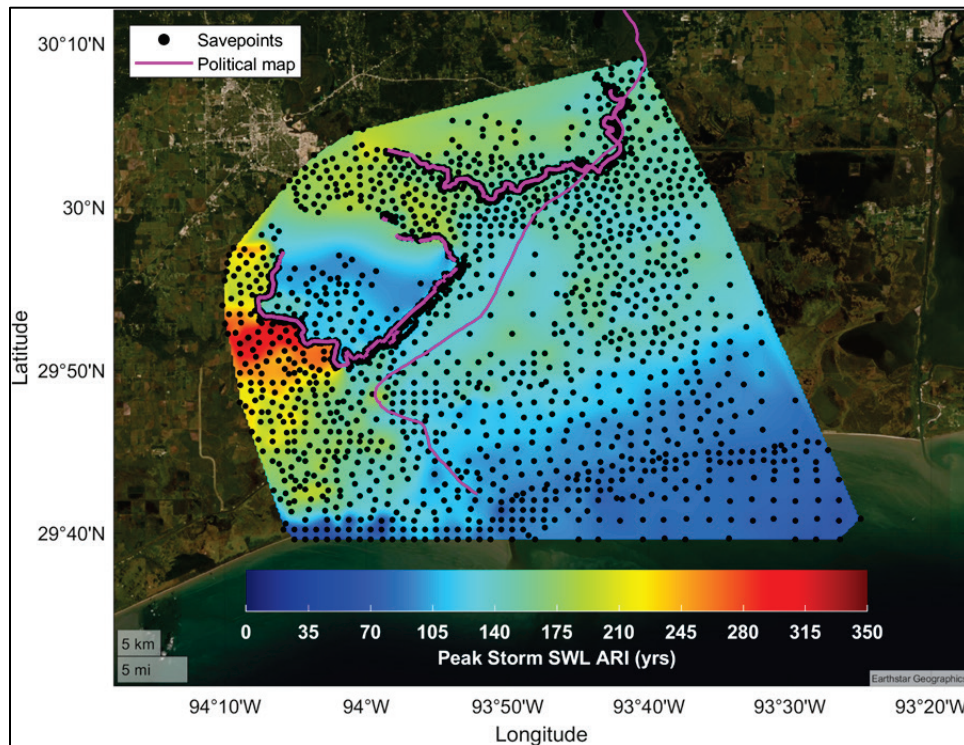 Savepoints
Political map
30°10'N
30°N
29°50'N
29°40'N
Latitude
0 35 70 105 140 175 210 245 280 315 350
Peak Storm SWL ARI (yrs)
5 km
5 mi
Earthstar Geographics
94°10'W 94°W 93°50'W 93°40'W 93°30'W 93°20'W
Longitude